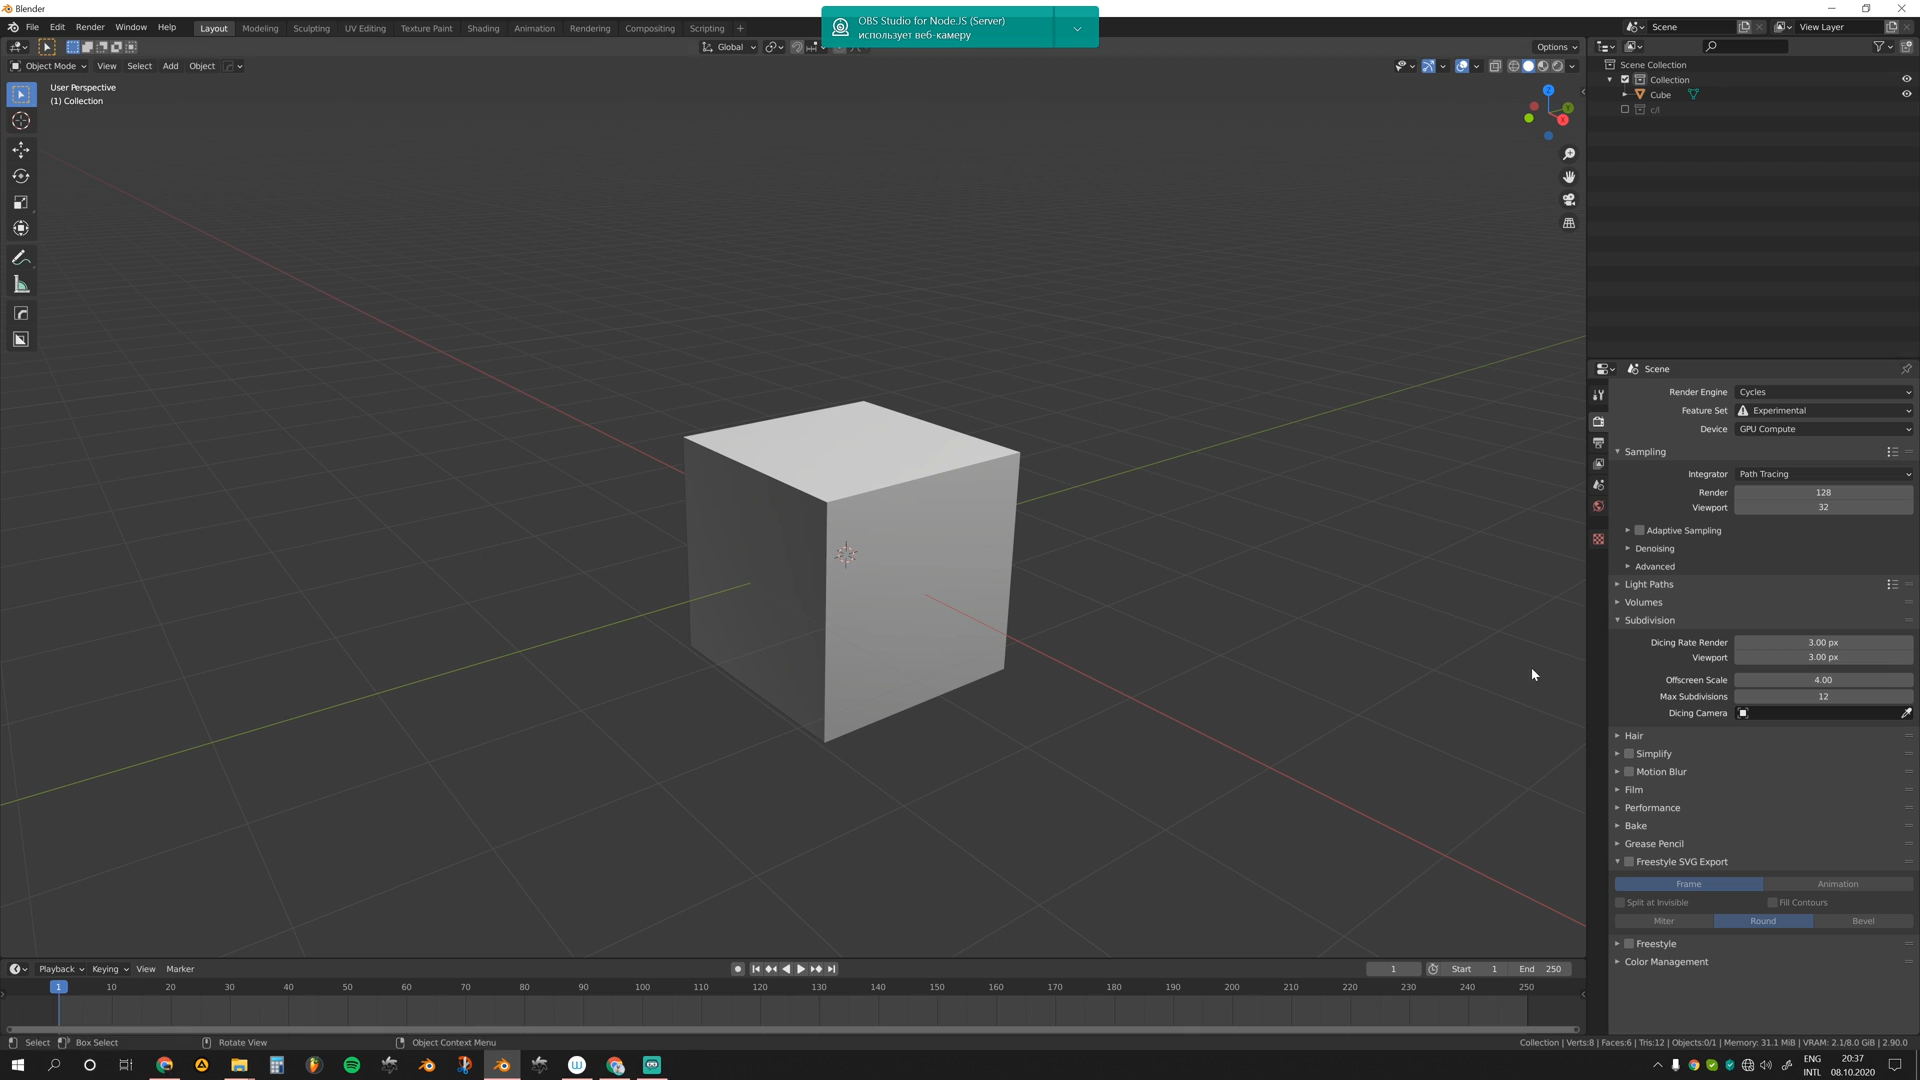 Blender
File Edit Render Window Help
Layout Modeling Sculpting UV Editing Texture Paint Shading Animation Rendering Compositing Scripting +
OBS Studio for Node.JS (Server)
использует веб-камеру
Scene
View Layer
Global
Options
Object Mode View Select Add Object
User Perspective
(1) Collection
Z
Y
X
Scene Collection
Collection
Cube
c/l
Scene
Render Engine Cycles
Feature Set Experimental
Device GPU Compute
Sampling
Integrator Path Tracing
Render 128
Viewport 32
Adaptive Sampling
Denoising
Advanced
Light Paths
Volumes
Subdivision
Dicing Rate Render 3.00 px
Viewport 3.00 px
Offscreen Scale 4.00
Max Subdivisions 12
Dicing Camera
Hair
Simplify
Motion Blur
Film
Performance
Bake
Grease Pencil
Freestyle SVG Export
Frame Animation
Split at Invisible Fill Contours
Miter Round Bevel
Freestyle
Color Management
Playback Keying View Marker
1 Start 1 End 250
1 10 20 30 40 50 60 70 80 90 100 110 120 130 140 150 160 170 180 190 200 210 220 230 240 250
Select Box Select Rotate View Object Context Menu
Collection | Verts:8 | Faces:6 | Tris:12 | Objects:0/1 | Memory: 31.1 MiB | VRAM: 2.1/8.0 GiB | 2.90.0
ENG
INTL
20:37
08.10.2020